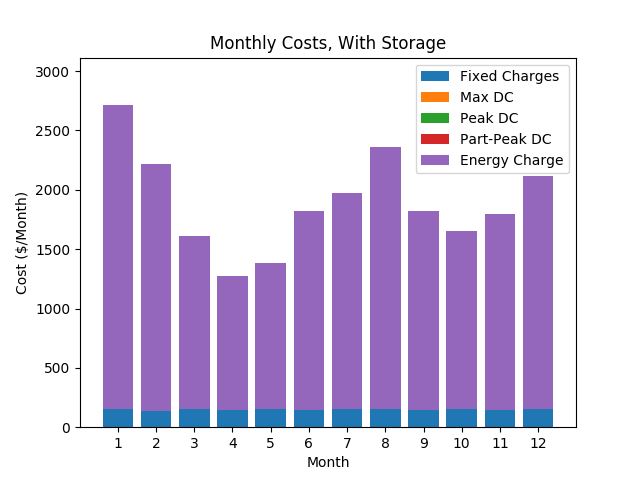 Monthly Costs, With Storage
3000
2500
2000
1500
1000
500
0
Cost ($/Month)
Fixed Charges
Max DC
Peak DC
Part-Peak DC
Energy Charge
1 2 3 4 5 6 7 8 9 10 11 12
Month